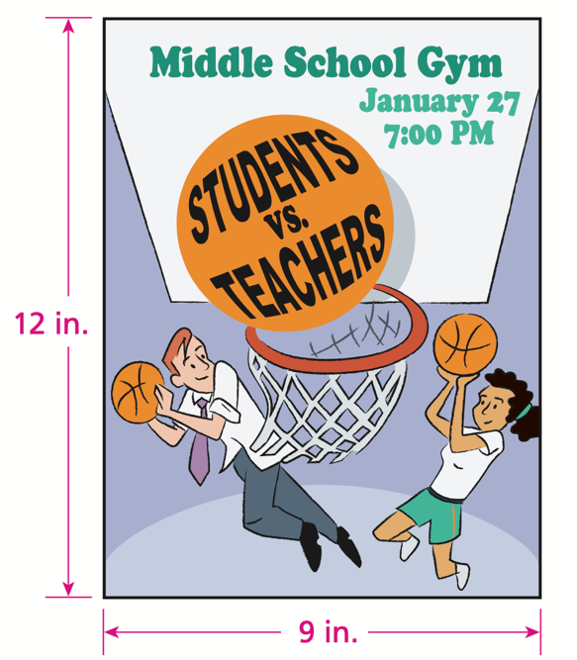 Middle School Gym
January 27
7:00 PM
STUDENTS
vs.
TEACHERS
12 in.
9 in.